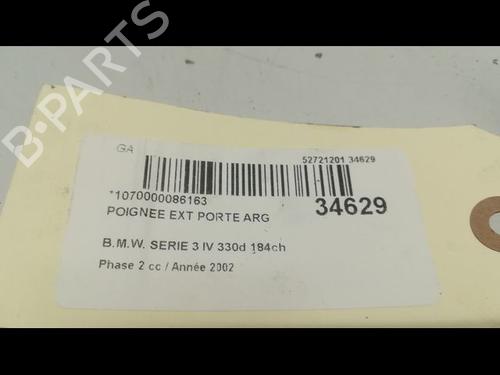 B-PARTS
GA
52721201 34629
*1070000086163
34629
POIGNEE EXT PORTE ARG
B.M.W. SERIE 3 IV 330d 184ch
Phase 2 cc / Année 2002